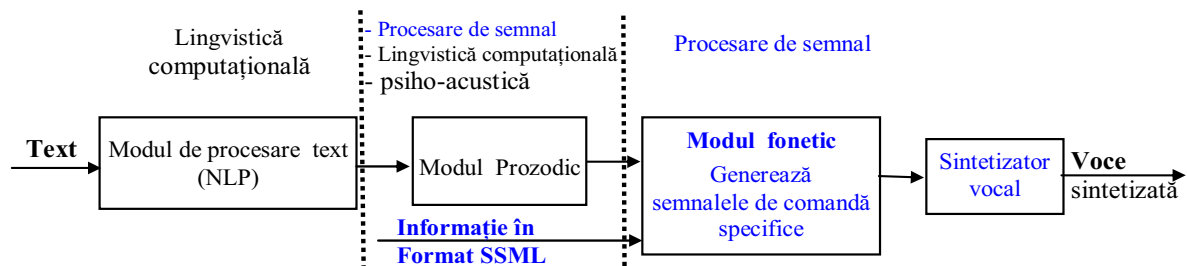 Lingvistică
computațională
- Procesare de semnal
- Lingvistică computațională
- psiho-acustică
Procesare de semnal
Text
Modul de procesare text
(NLP)
Modul Prozodic
Informație în
Format SSML
Modul fonetic
Generează
semnalele de comandă
specifice
Sintetizator
vocal
Voce
sintetizată